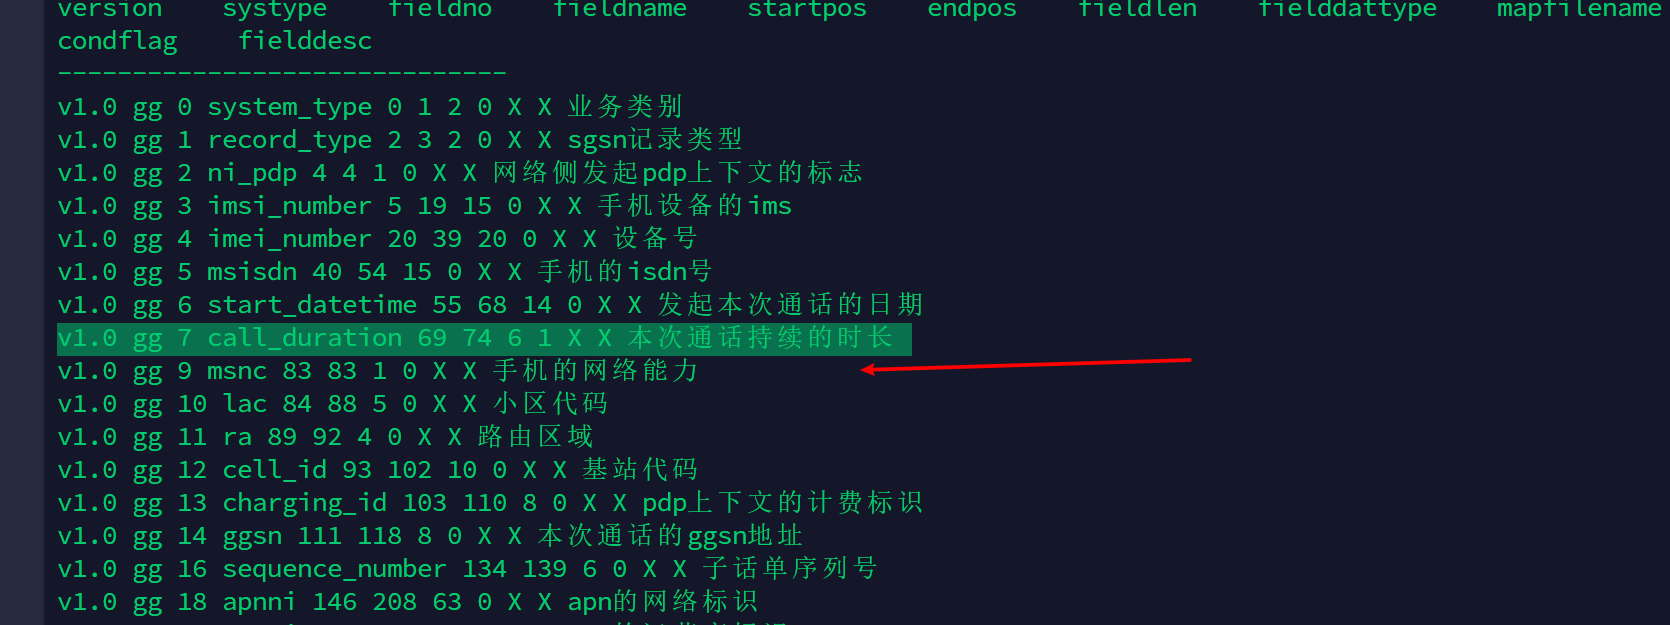 version systype fieldno fieldname startpos endpos fieldlen fielddattype mapfilename
condflag fielddesc
------------------------------
v1.0 gg 0 system_type 0 1 2 0 X X 业务类别
v1.0 gg 1 record_type 2 3 2 0 X X sgsn记录类型
v1.0 gg 2 ni_pdp 4 4 1 0 X X 网络侧发起pdp上下文的标志
v1.0 gg 3 imsi_number 5 19 15 0 X X 手机设备的ims
v1.0 gg 4 imei_number 20 39 20 0 X X 设备号
v1.0 gg 5 msisdn 40 54 15 0 X X 手机的isdn号
v1.0 gg 6 start_datetime 55 68 14 0 X X 发起本次通话的日期
v1.0 gg 7 call_duration 69 74 6 1 X X 本次通话持续的时长
v1.0 gg 9 msnc 83 83 1 0 X X 手机的网络能力
v1.0 gg 10 lac 84 88 5 0 X X 小区代码
v1.0 gg 11 ra 89 92 4 0 X X 路由区域
v1.0 gg 12 cell_id 93 102 10 0 X X 基站代码
v1.0 gg 13 charging_id 103 110 8 0 X X pdp上下文的计费标识
v1.0 gg 14 ggsn 111 118 8 0 X X 本次通话的ggsn地址
v1.0 gg 16 sequence_number 134 139 6 0 X X 子话单序列号
v1.0 gg 18 apnni 146 208 63 0 X X apn的网络标识